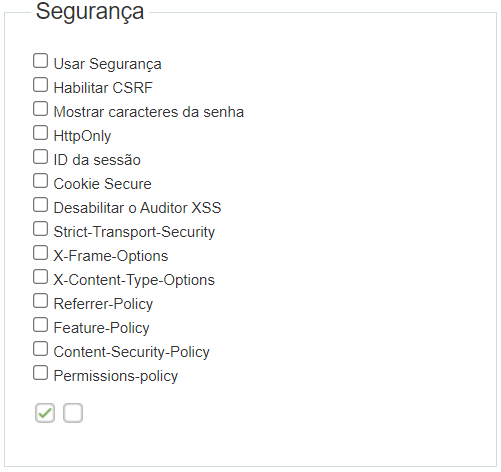 Segurança
Usar Segurança
Habilitar CSRF
Mostrar caracteres da senha
HttpOnly
ID da sessão
Cookie Secure
Desabilitar o Auditor XSS
Strict-Transport-Security
X-Frame-Options
X-Content-Type-Options
Referrer-Policy
Feature-Policy
Content-Security-Policy
Permissions-policy